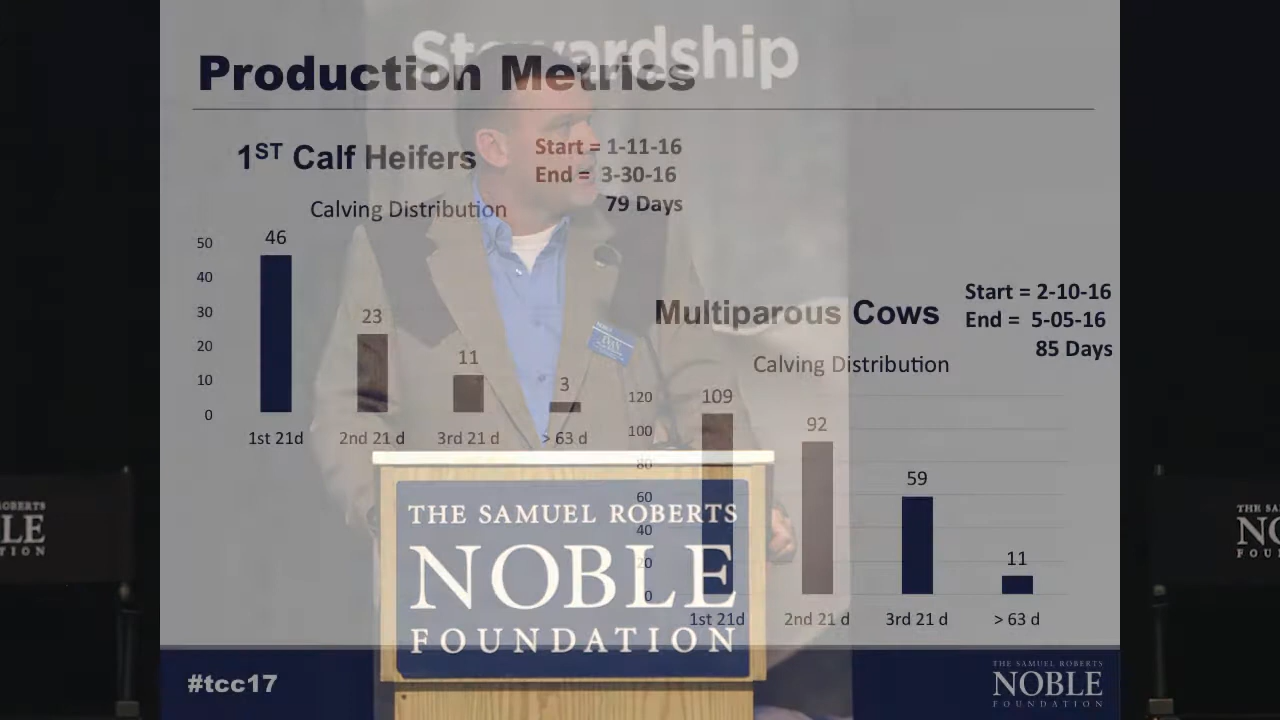 Stewardship
Production Metrics
1ST Calf Heifers
Start = 1-11-16
End = 3-30-16
79 Days
Calving Distribution
50
40
30
20
10
0
46
23
11
3
1st 21d
2nd 21 d
3rd 21 d
> 63 d
Multiparous Cows
Start = 2-10-16
End = 5-05-16
85 Days
Calving Distribution
120
100
80
60
40
20
0
109
92
59
11
1st 21d
2nd 21 d
3rd 21 d
> 63 d
THE SAMUEL ROBERTS
NOBLE
FOUNDATION
#tcc17
THE SAMUEL ROBERTS
NOBLE
FOUNDATION